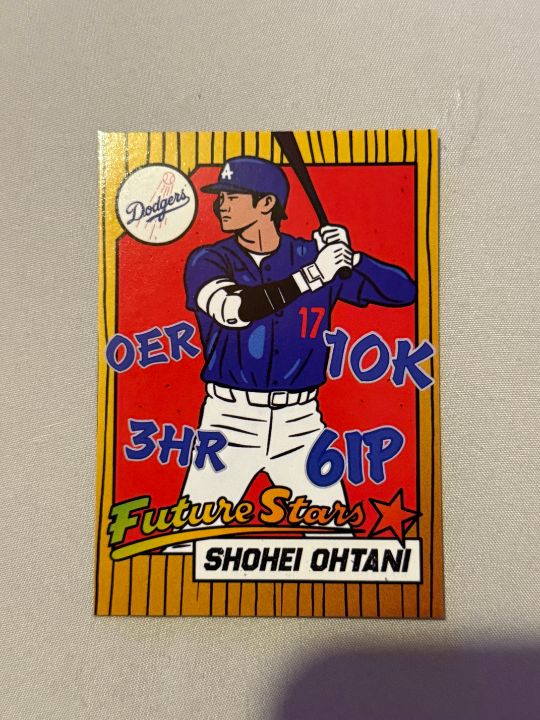 Dodgers
A
17
0ER
10K
3HR
6IP
Future Stars
SHOHEI OHTANI